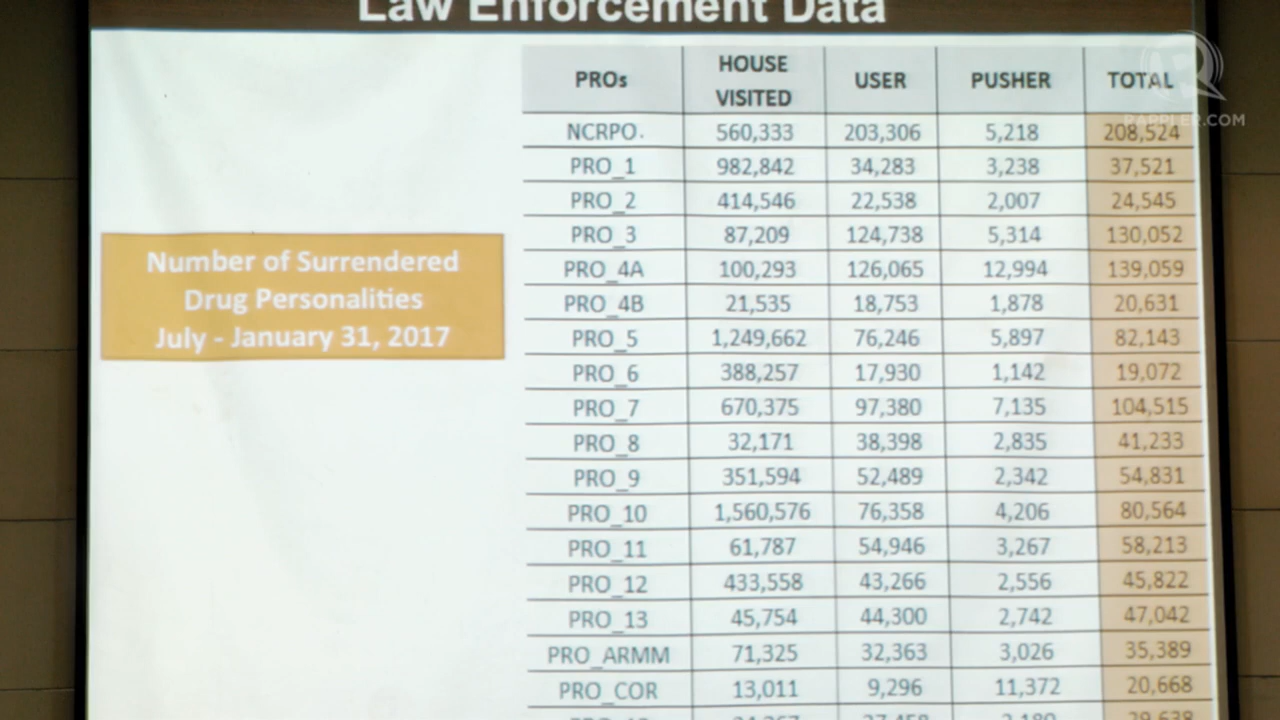 Law Enforcement Data
RAPPLER.COM
Number of Surrendered
Drug Personalities
July - January 31, 2017
PROs HOUSE VISITED USER PUSHER TOTAL
NCRPO. 560,333 203,306 5,218 208,524
PRO_1 982,842 34,283 3,238 37,521
PRO_2 414,546 22,538 2,007 24,545
PRO_3 87,209 124,738 5,314 130,052
PRO_4A 100,293 126,065 12,994 139,059
PRO_4B 21,535 18,753 1,878 20,631
PRO_5 1,249,662 76,246 5,897 82,143
PRO_6 388,257 17,930 1,142 19,072
PRO_7 670,375 97,380 7,135 104,515
PRO_8 32,171 38,398 2,835 41,233
PRO_9 351,594 52,489 2,342 54,831
PRO_10 1,560,576 76,358 4,206 80,564
PRO_11 61,787 54,946 3,267 58,213
PRO_12 433,558 43,266 2,556 45,822
PRO_13 45,754 44,300 2,742 47,042
PRO_ARMM 71,325 32,363 3,026 35,389
PRO_COR 13,011 9,296 11,372 20,668